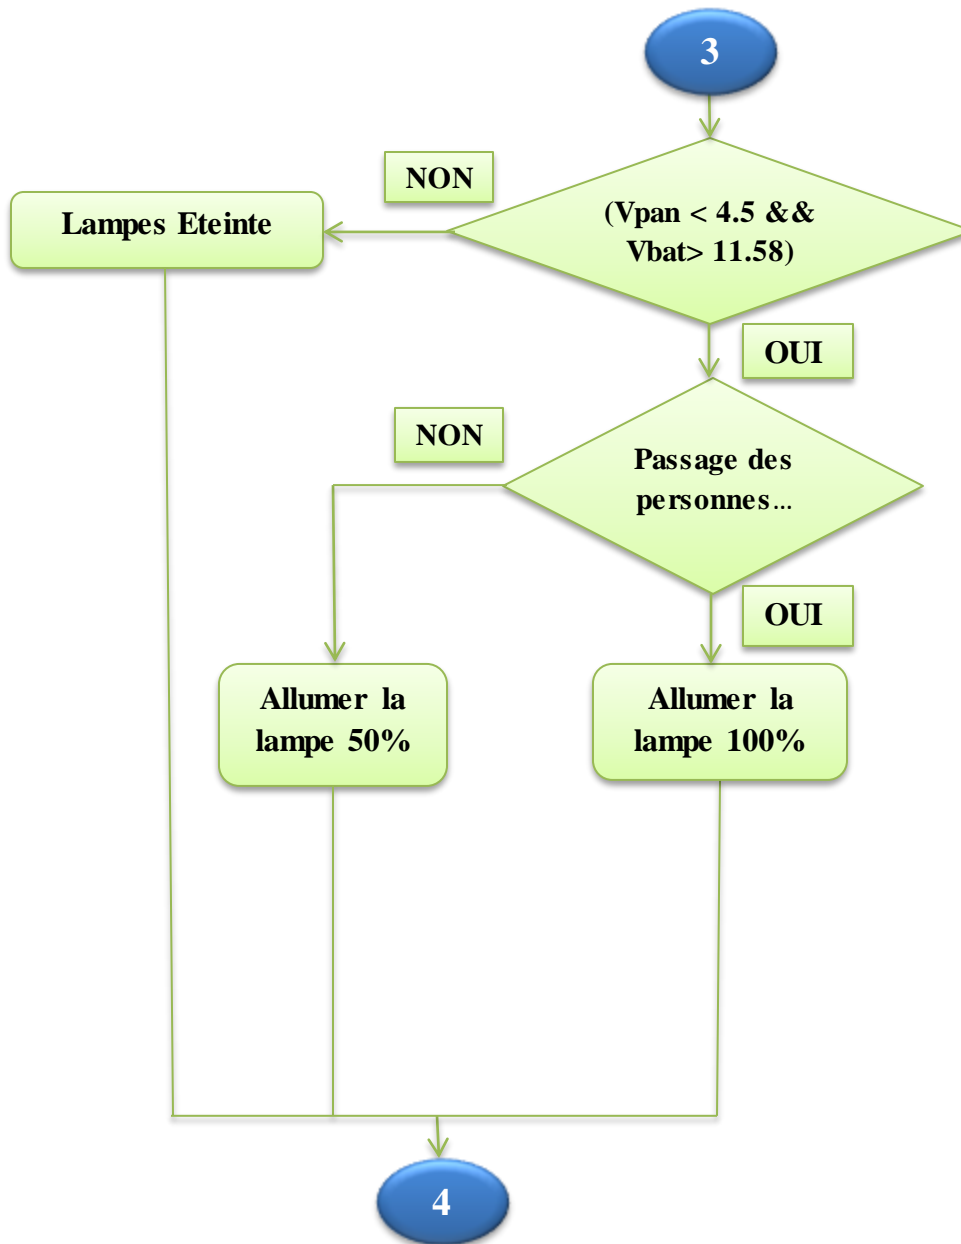 3
NON
Lampes Eteinte
(Vpan < 4.5 &&
Vbat> 11.58)
OUI
NON
Passage des
personnes...
OUI
Allumer la
lampe 50%
Allumer la
lampe 100%
4